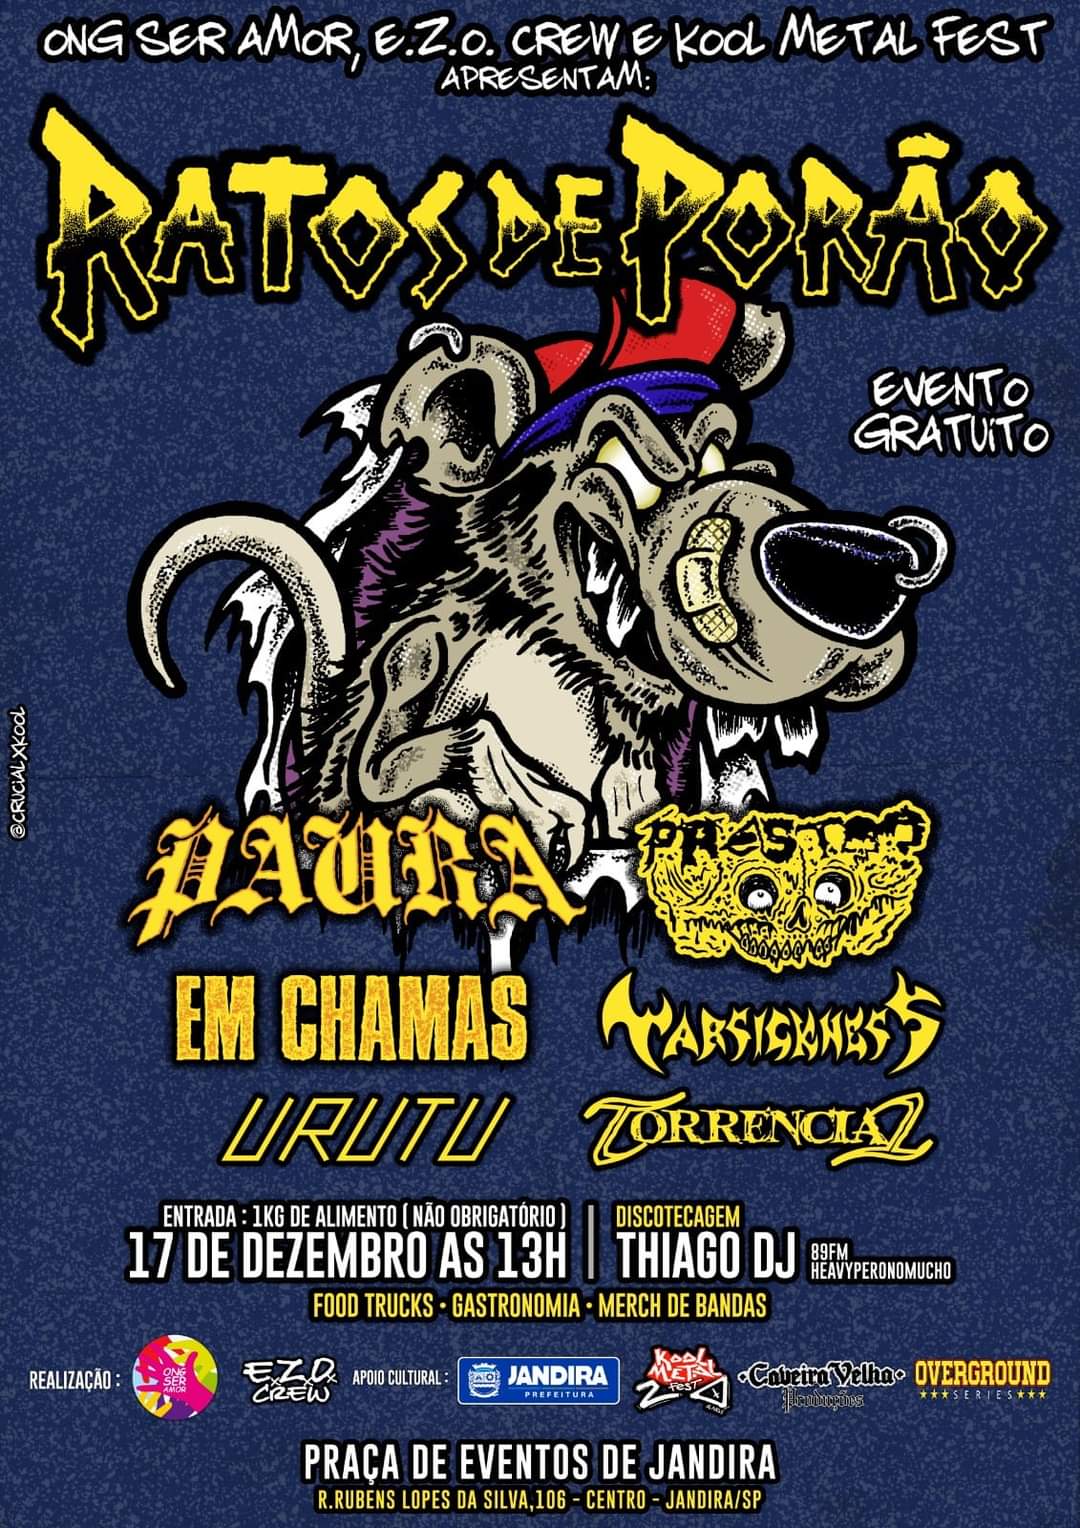 ONG SER AMOR, E.Z.O. CREW E KOOL METAL FEST
APRESENTAM:
RATOS DE PORÃO
EVENTO
GRATUITO
@CRUCIALXKOOL
PAURA
EM CHAMAS
WARSICKNESS
URUTU
TORRENCIAL
ENTRADA : 1KG DE ALIMENTO ( NÃO OBRIGATÓRIO )
17 DE DEZEMBRO AS 13H
DISCOTECAGEM
THIAGO DJ
89FM
HEAVYPERONOMUCHO
FOOD TRUCKS • GASTRONOMIA • MERCH DE BANDAS
REALIZAÇÃO :
ONG
SER
AMOR
E.Z.O.
CREW
APOIO CULTURAL :
JANDIRA
PREFEITURA
KOOL
METAL
FEST
Caveira Velha
Produções
OVERGROUND
SERIES
PRAÇA DE EVENTOS DE JANDIRA
R.RUBENS LOPES DA SILVA,106 - CENTRO - JANDIRA/SP